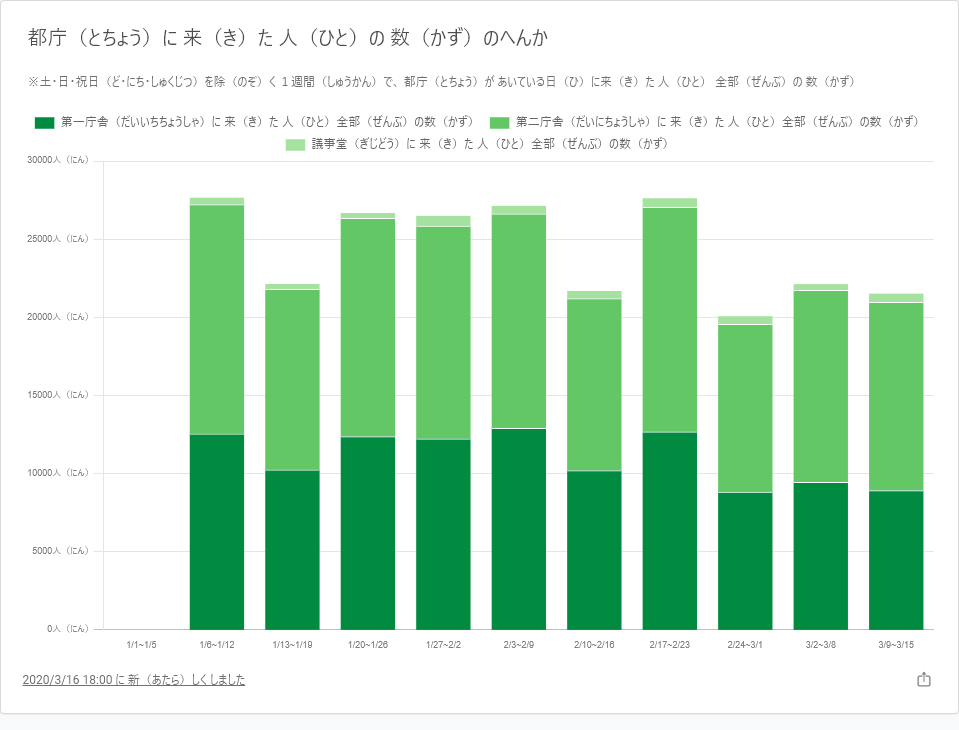 都庁（とちょう）に 来（き）た 人（ひと）の 数（かず）のへんか
※土・日・祝日（ど・にち・しゅくじつ）を除（のぞ）く 1 週間（しゅうかん）で、都庁（とちょう）が あいている日（ひ）に来（き）た 人（ひと） 全部（ぜんぶ）の 数（かず）
第一庁舎（だいいちちょうしゃ）に 来（き）た 人（ひと）全部（ぜんぶ）の数（かず） 第二庁舎（だいにちょうしゃ）に 来（き）た 人（ひと）全部（ぜんぶ）の数（かず）
議事堂（ぎじどう）に 来（き）た 人（ひと）全部（ぜんぶ）の数（かず）
30000人（にん）
25000人（にん）
20000人（にん）
15000人（にん）
10000人（にん）
5000人（にん）
0人（にん）
1/1~1/5 1/6~1/12 1/13~1/19 1/20~1/26 1/27~2/2 2/3~2/9 2/10~2/16 2/17~2/23 2/24~3/1 3/2~3/8 3/9~3/15
2020/3/16 18:00 に 新（あたら）しくしました